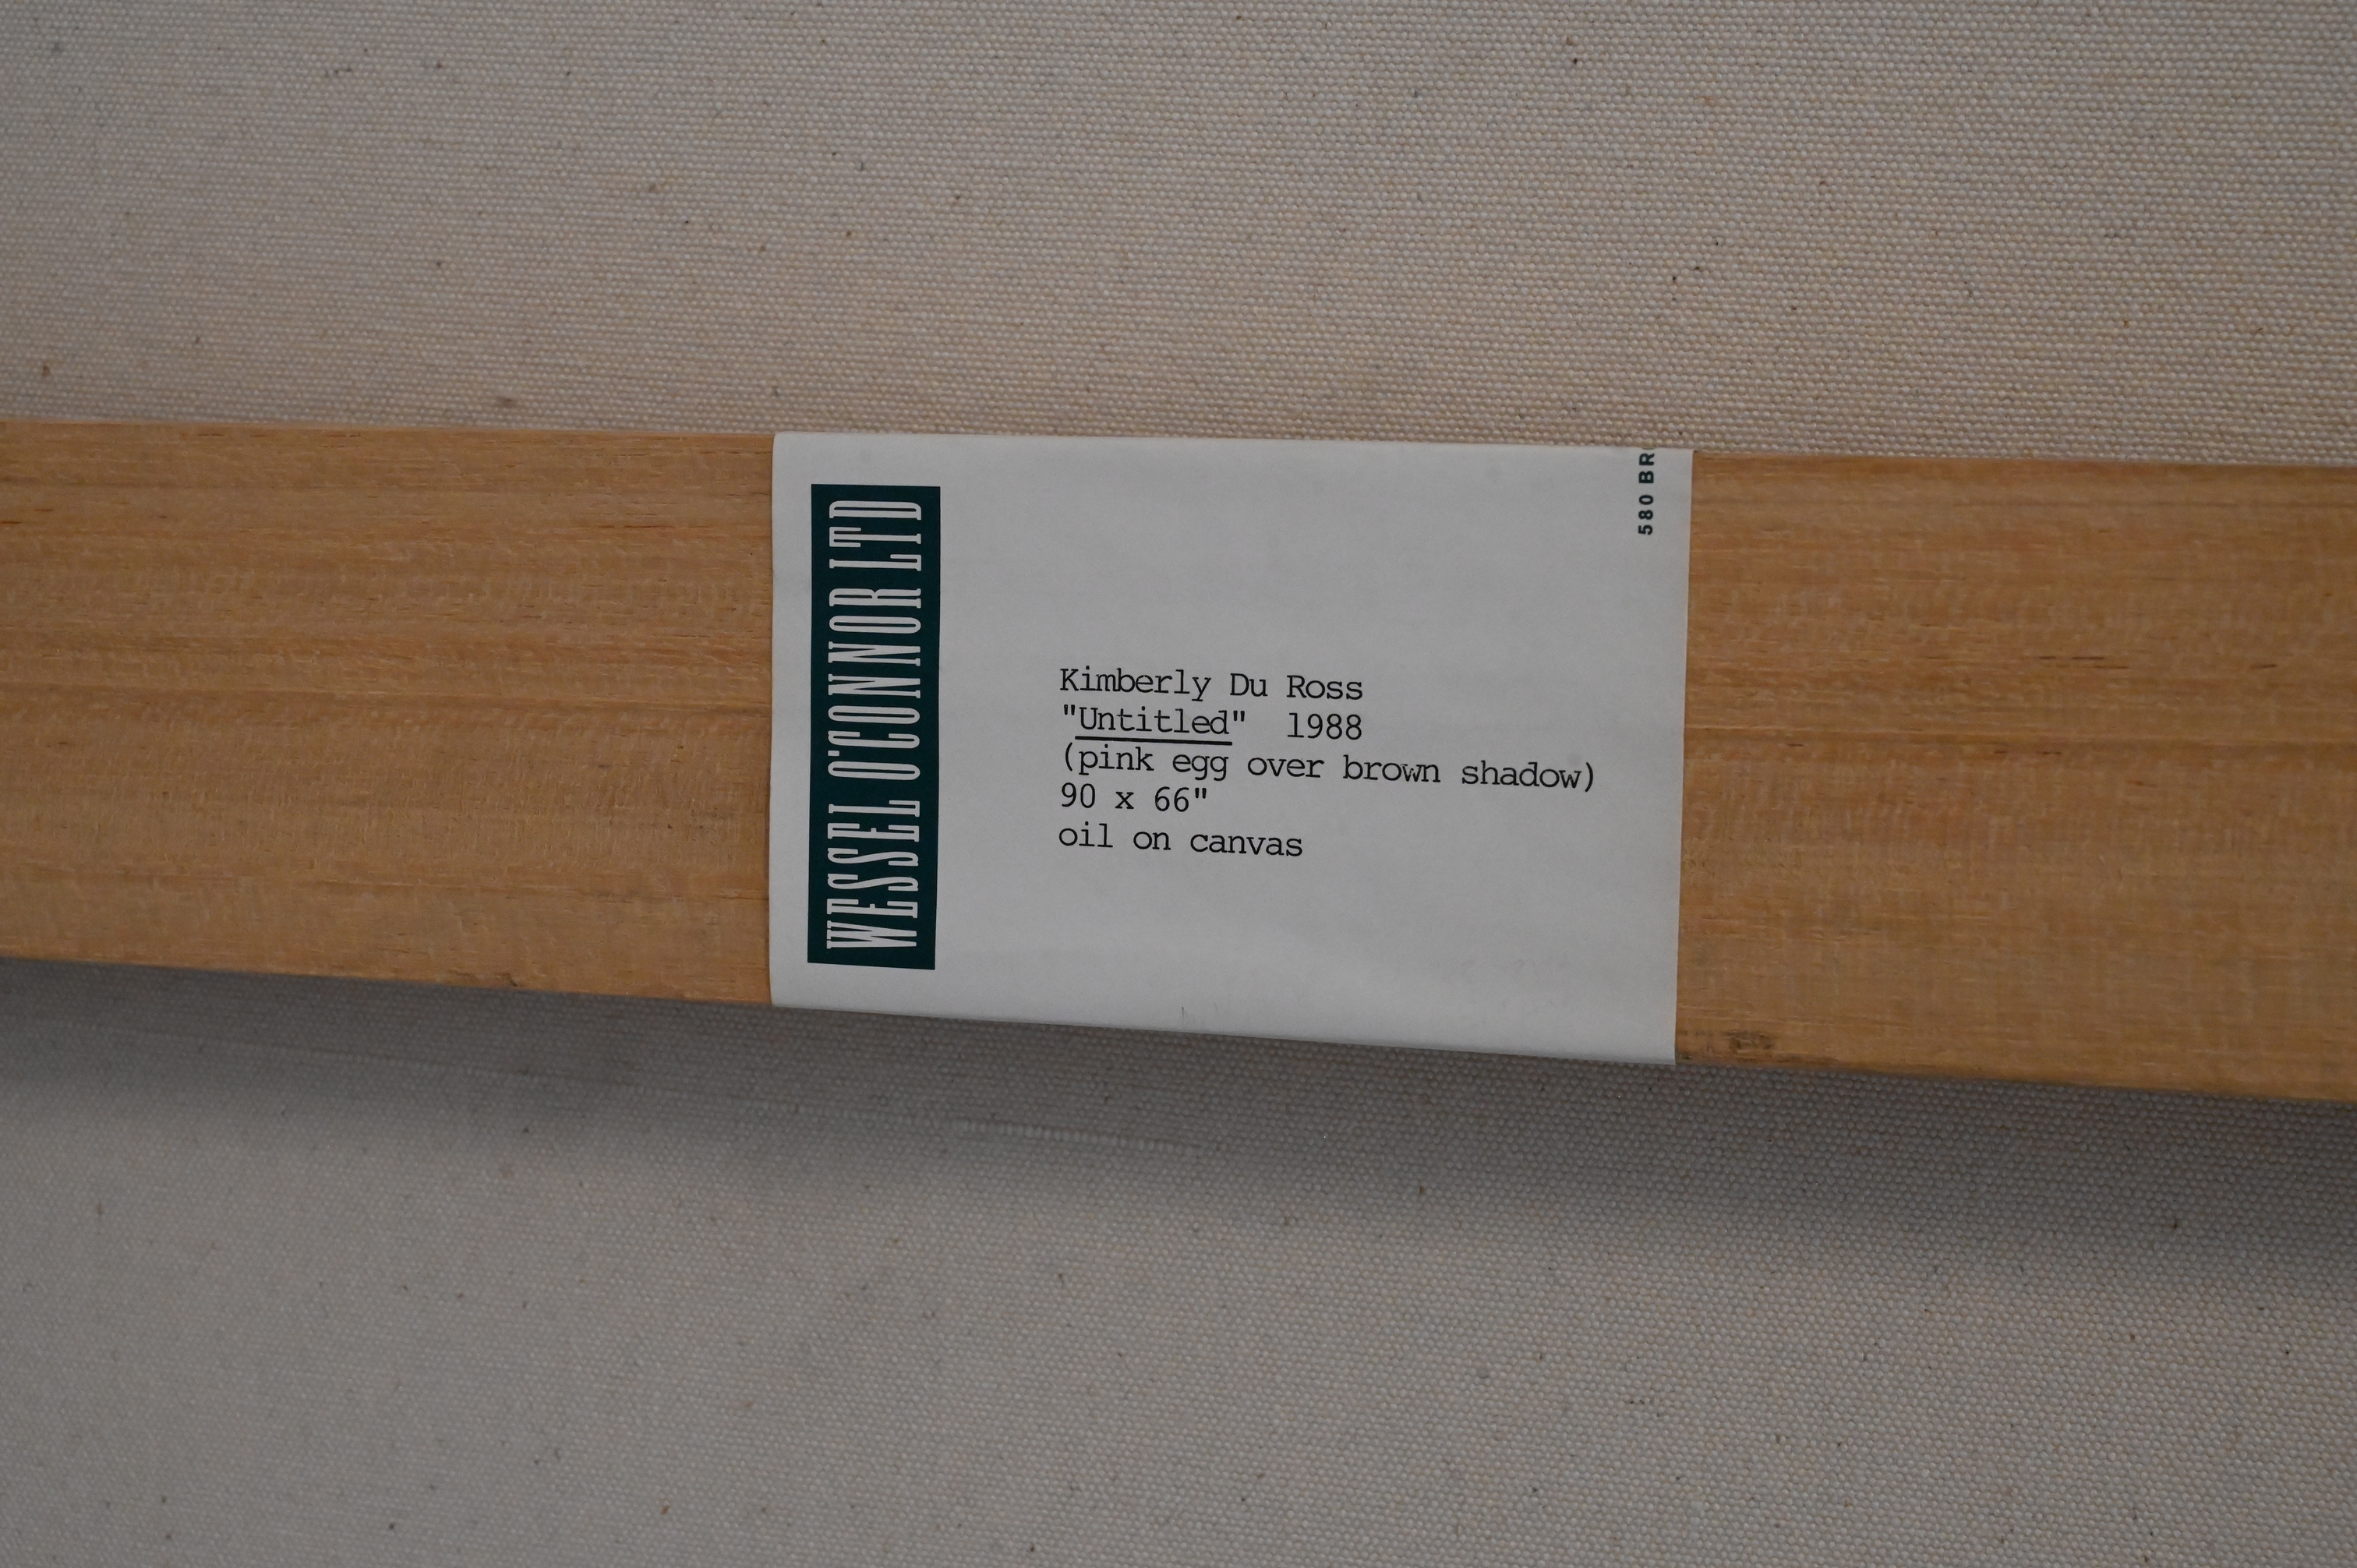 WESSEL O'CONNOR LTD
Kimberly Du Ross
"Untitled"  1988
(pink egg over brown shadow)
90 x 66"
oil on canvas
580